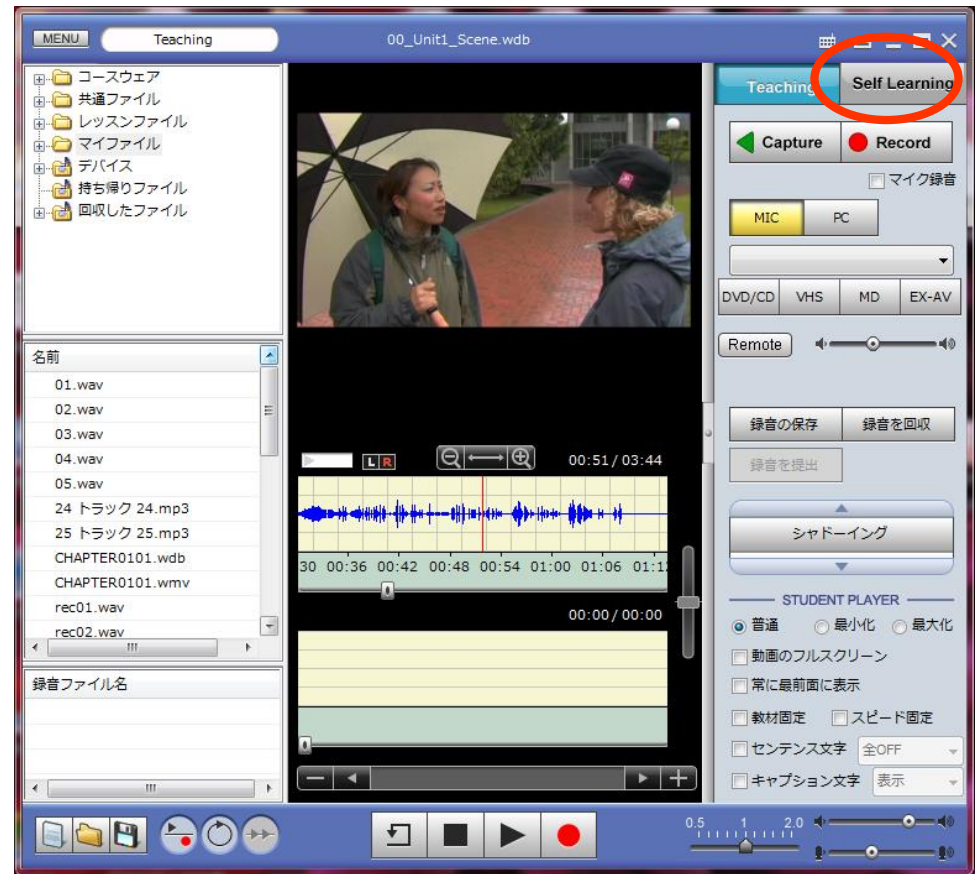 MENU
Teaching
00_Unit1_Scene.wdb
コースウェア
共通ファイル
レッスンファイル
マイファイル
デバイス
持ち帰りファイル
回収したファイル
名前
01.wav
02.wav
03.wav
04.wav
05.wav
24 トラック 24.mp3
25 トラック 25.mp3
CHAPTER0101.wdb
CHAPTER0101.wmv
rec01.wav
rec02.wav
録音ファイル名
L R
00:51 / 03:44
30 00:36 00:42 00:48 00:54 01:00 01:06 01:1
00:00 / 00:00
Teaching Self Learning
Capture Record
マイク録音
MIC PC
DVD/CD VHS MD EX-AV
Remote
録音の保存 録音を回収
録音を提出
シャドーイング
STUDENT PLAYER
普通 最小化 最大化
動画のフルスクリーン
常に最前面に表示
教材固定 スピード固定
センテンス文字 全OFF
キャプション文字 表示
0.5 1 2.0